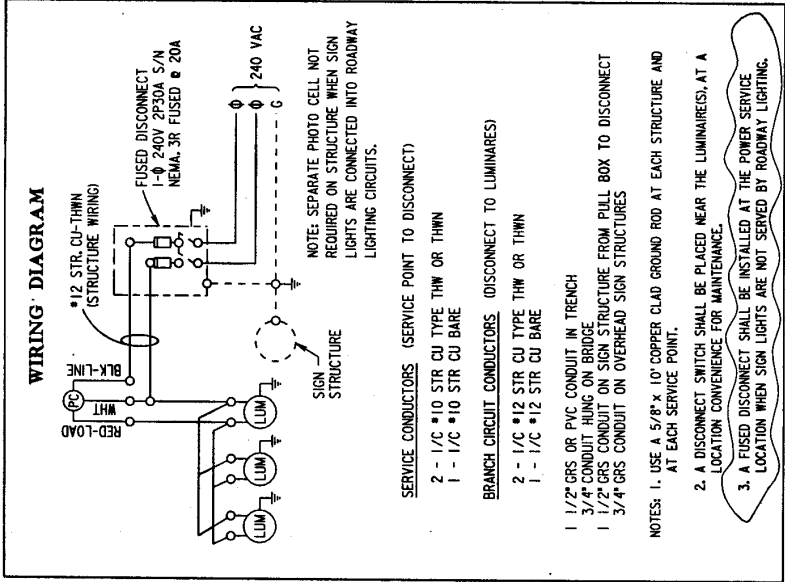 WIRING DIAGRAM
#12 STR. CU-THWN
(STRUCTURE WIRING)
FUSED DISCONNECT
1-Φ 240V 2P30A S/N
NEMA, 3R FUSED @ 20A
PC
RED-LOAD
WHT
BLK-LINE
LUM
LUM
LUM
Φ
Φ
G
240 VAC
SIGN
STRUCTURE
NOTE: SEPARATE PHOTO CELL NOT
REQUIRED ON STRUCTURE WHEN SIGN
LIGHTS ARE CONNECTED INTO ROADWAY
LIGHTING CIRCUITS.
SERVICE CONDUCTORS (SERVICE POINT TO DISCONNECT)
2 - 1/C #10 STR CU TYPE THW OR THWN
1 - 1/C #10 STR CU BARE
BRANCH CIRCUIT CONDUCTORS (DISCONNECT TO LUMINARES)
2 - 1/C #12 STR CU TYPE THW OR THWN
1 - 1/C #12 STR CU BARE
1 1/2" GRS OR PVC CONDUIT IN TRENCH
3/4" CONDUIT HUNG ON BRIDGE
1 1/2" GRS CONDUIT ON SIGN STRUCTURE FROM PULL BOX TO DISCONNECT
3/4" GRS CONDUIT ON OVERHEAD SIGN STRUCTURES
NOTES: 1. USE A 5/8" x 10' COPPER CLAD GROUND ROD AT EACH STRUCTURE AND
AT EACH SERVICE POINT.
2. A DISCONNECT SWITCH SHALL BE PLACED NEAR THE LUMINAIRE(S), AT A
LOCATION CONVENIENCE FOR MAINTENANCE.
3. A FUSED DISCONNECT SHALL BE INSTALLED AT THE POWER SERVICE
LOCATION WHEN SIGN LIGHTS ARE NOT SERVED BY ROADWAY LIGHTING.